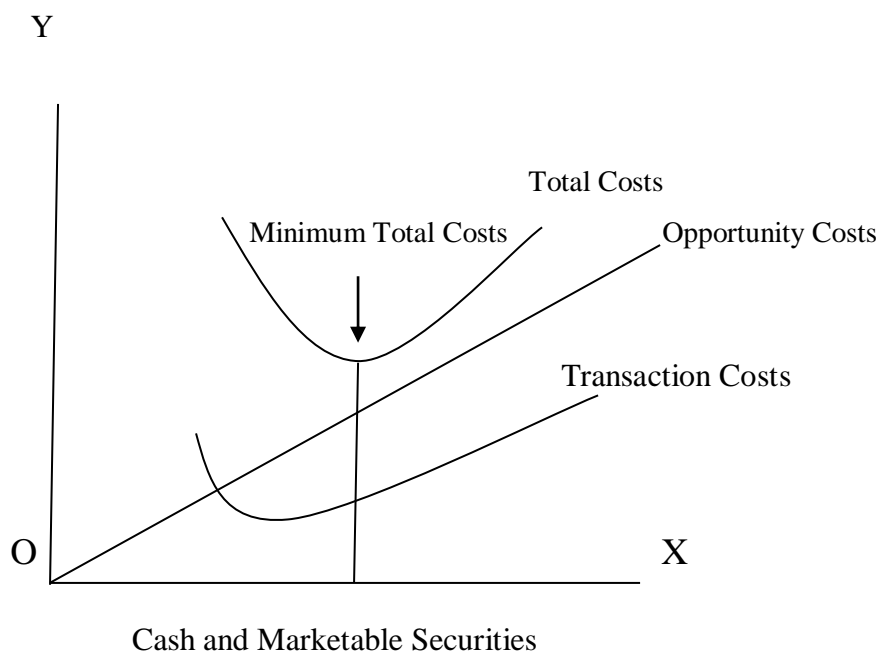 Y
Total Costs
Minimum Total Costs
Opportunity Costs
Transaction Costs
O
X
Cash and Marketable Securities